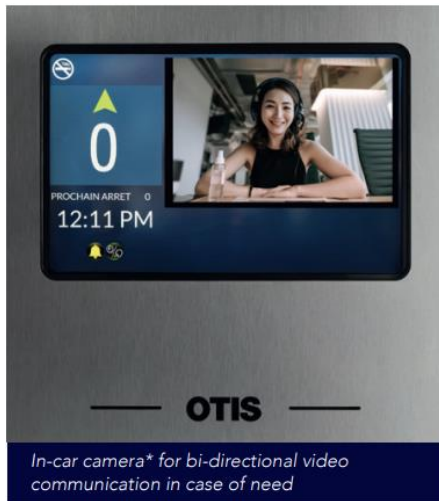 0
PROCHAIN ARRET 0
12:11 PM
OTIS
In-car camera* for bi-directional video
communication in case of need